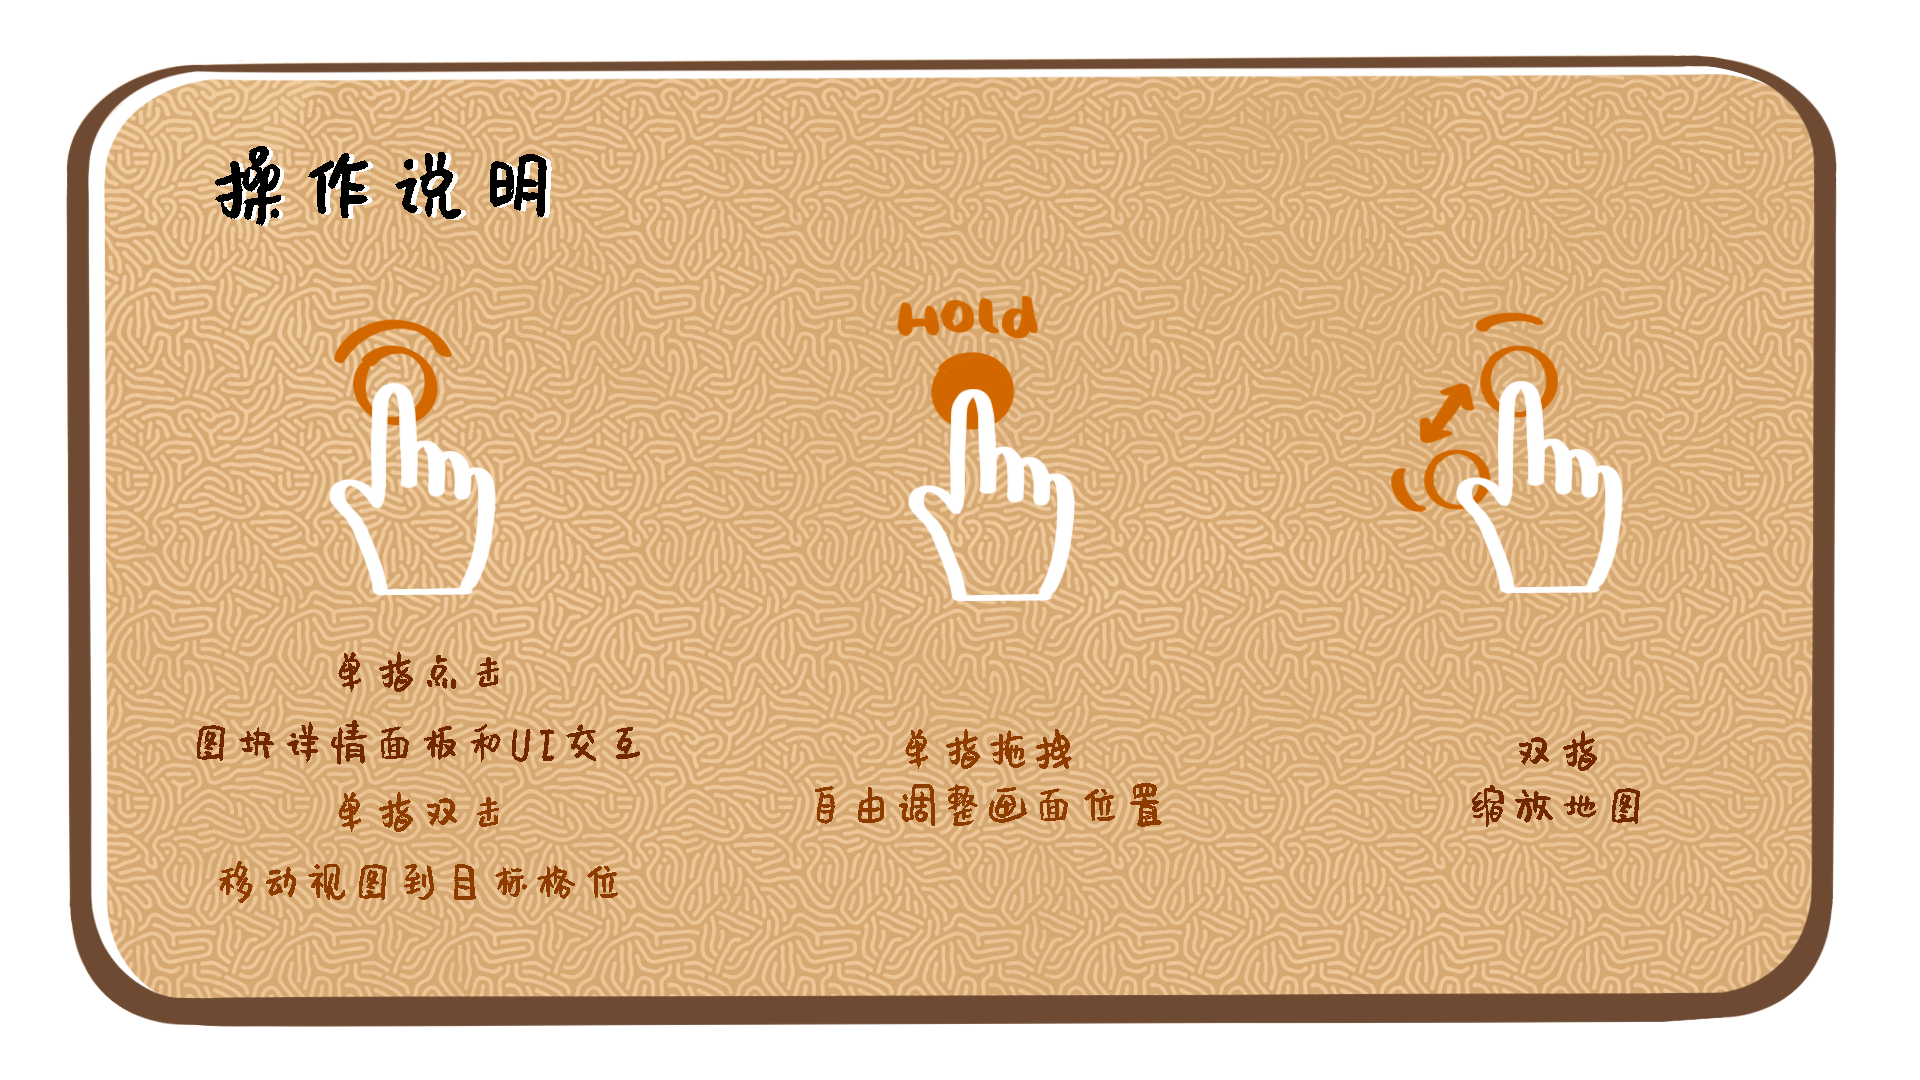 操作说明
Hold
单指点击
图块详情面板和UI交互
单指双击
移动视图到目标格位
单指拖拽
自由调整画面位置
双指
缩放地图